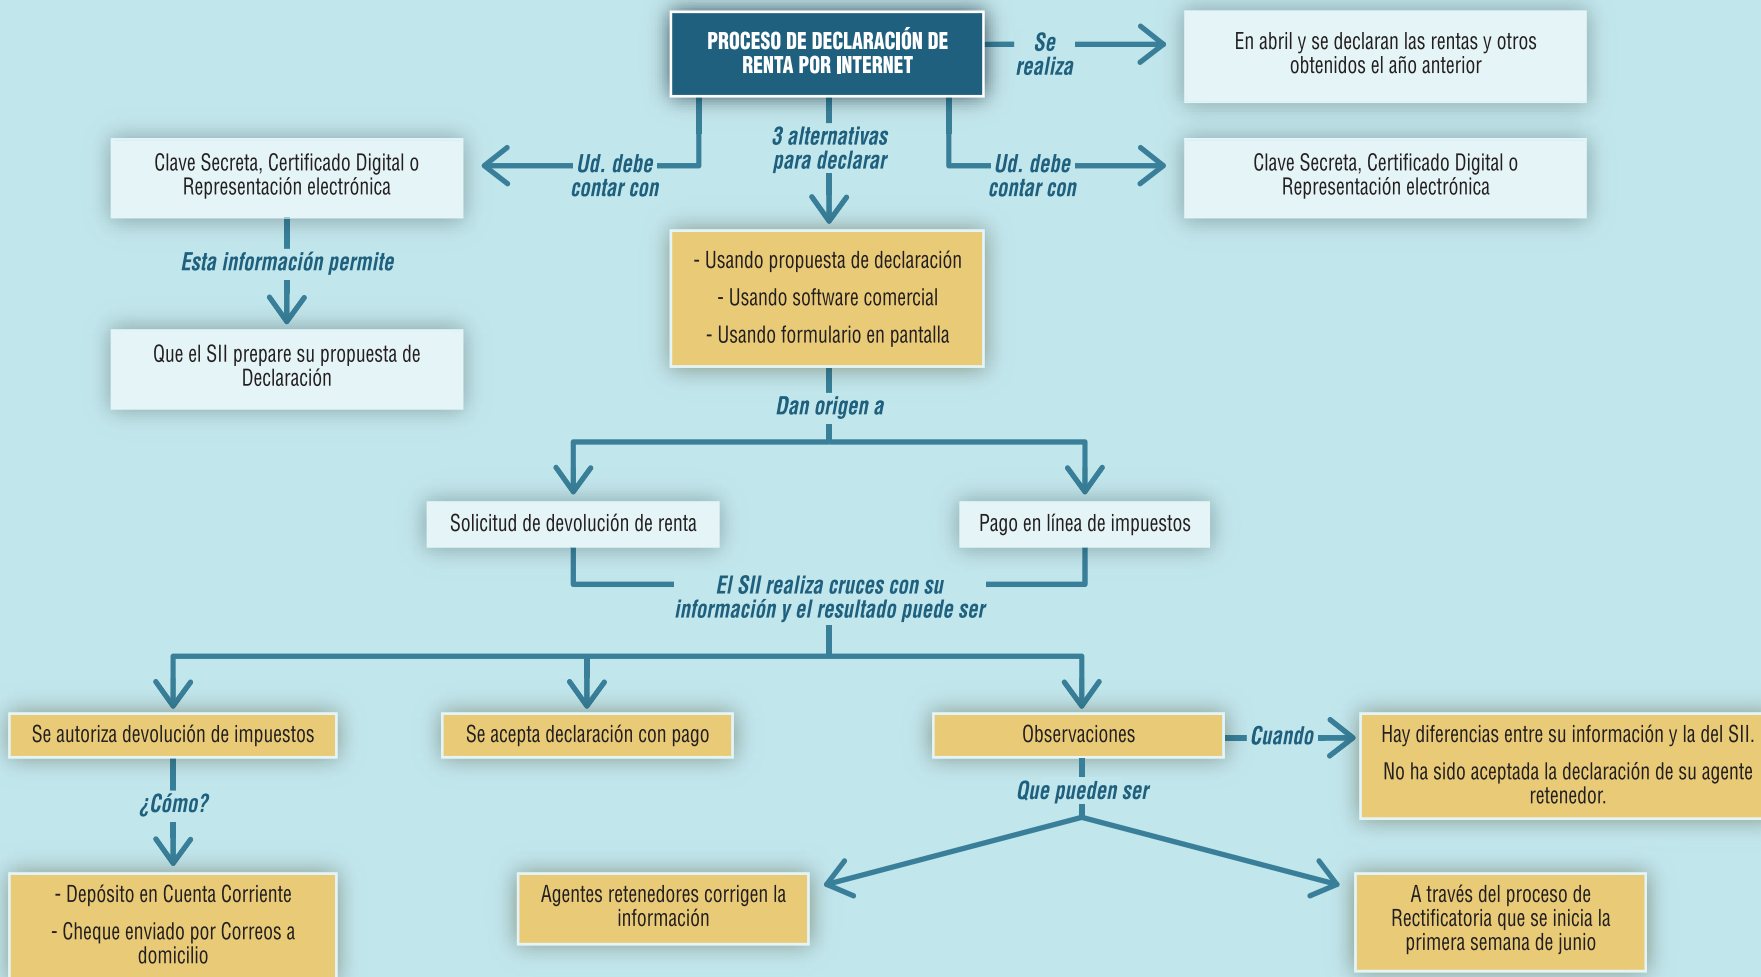 PROCESO DE DECLARACIÓN DE
RENTA POR INTERNET
Se
realiza
En abril y se declaran las rentas y otros
obtenidos el año anterior
Clave Secreta, Certificado Digital o
Representación electrónica
Ud. debe
contar con
3 alternativas
para declarar
Ud. debe
contar con
Clave Secreta, Certificado Digital o
Representación electrónica
Esta información permite
Que el SII prepare su propuesta de
Declaración
- Usando propuesta de declaración
- Usando software comercial
- Usando formulario en pantalla
Dan origen a
Solicitud de devolución de renta
Pago en línea de impuestos
El SII realiza cruces con su
información y el resultado puede ser
Se autoriza devolución de impuestos
Se acepta declaración con pago
Observaciones
Cuando
Hay diferencias entre su información y la del SII.
No ha sido aceptada la declaración de su agente
retenedor.
¿Cómo?
Que pueden ser
- Depósito en Cuenta Corriente
- Cheque enviado por Correos a
domicilio
Agentes retenedores corrigen la
información
A través del proceso de
Rectificatoria que se inicia la
primera semana de junio